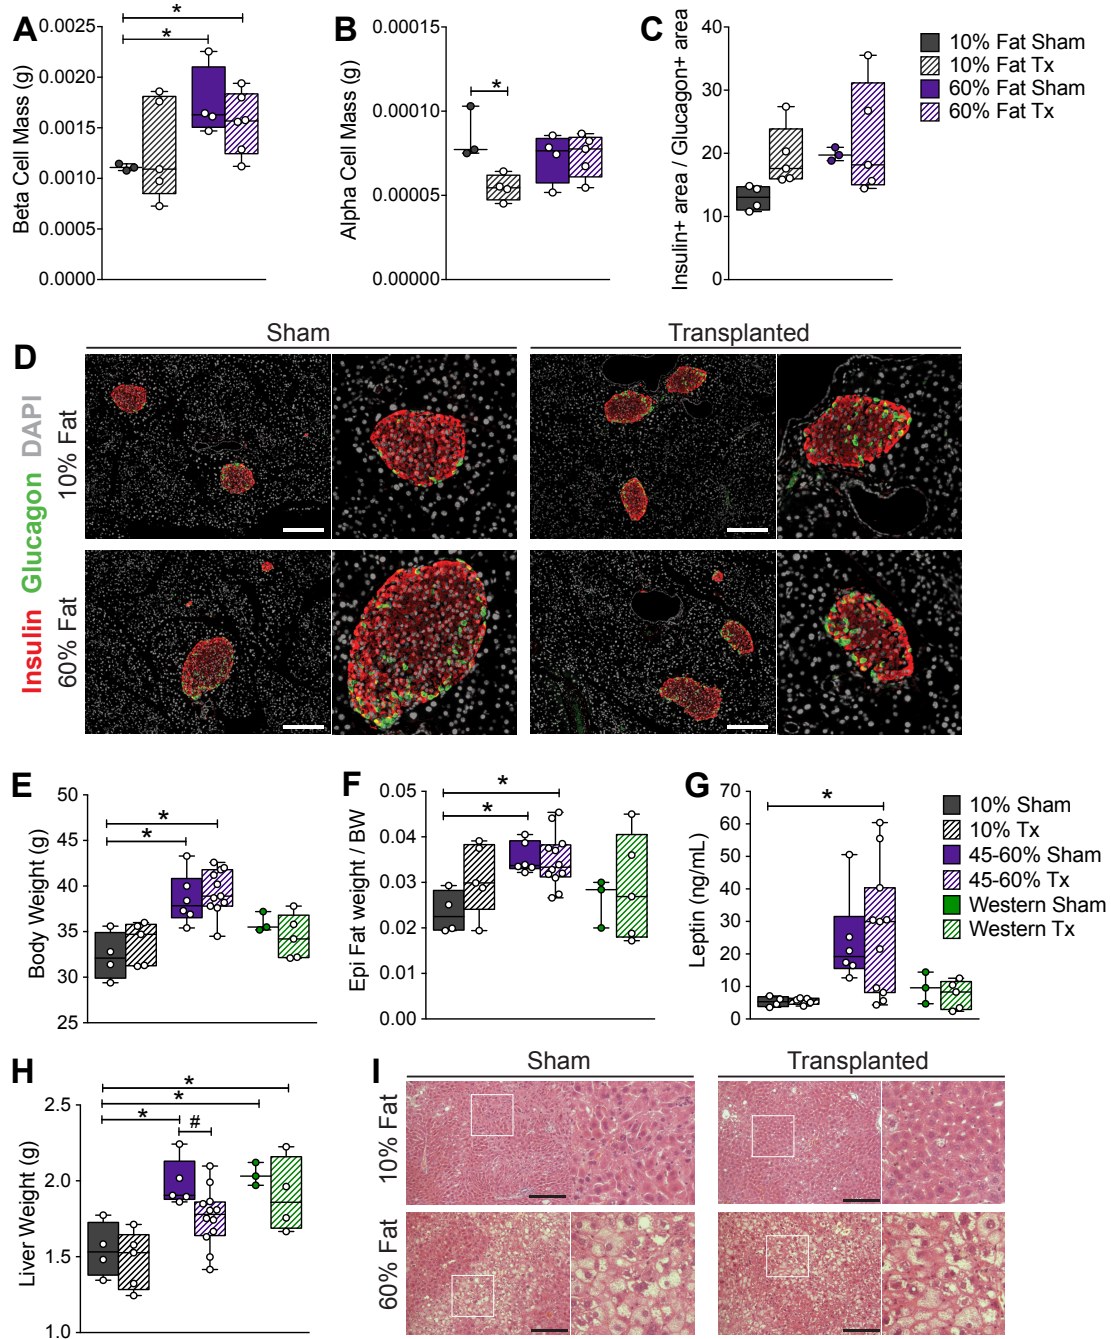 A
Beta Cell Mass (g)
0.0025
0.0020
0.0015
0.0010
0.0005
0.0000
*
*
B
Alpha Cell Mass (g)
0.00015
0.00010
0.00005
0.00000
*
C
Insulin+ area / Glucagon+ area
40
30
20
10
0
10% Fat Sham
10% Fat Tx
60% Fat Sham
60% Fat Tx
D
Sham
Transplanted
Insulin Glucagon DAPI
10% Fat
60% Fat
E
Body Weight (g)
50
45
40
35
30
25
*
*
F
Epi Fat weight / BW
0.05
0.04
0.03
0.02
0.01
0.00
*
*
G
Leptin (ng/mL)
70
60
50
40
30
20
10
0
*
10% Sham
10% Tx
45-60% Sham
45-60% Tx
Western Sham
Western Tx
H
Liver Weight (g)
2.5
2.0
1.5
1.0
*
*
*
#
I
Sham
Transplanted
10% Fat
60% Fat